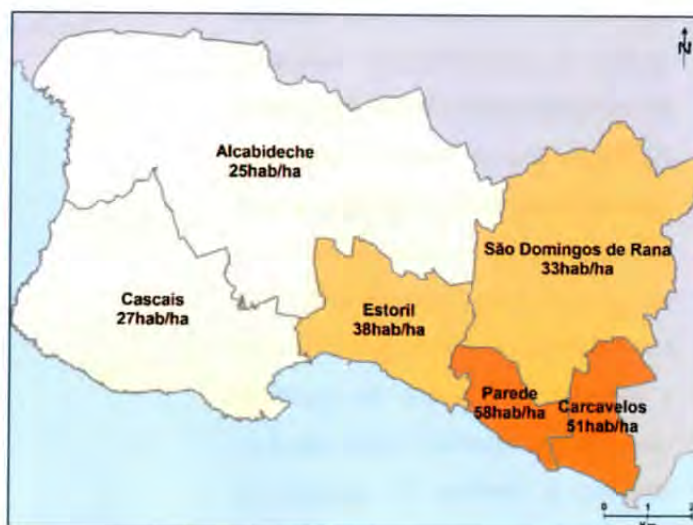 N
Alcabideche
25hab/ha
São Domingos de Rana
33hab/ha
Cascais
27hab/ha
Estoril
38hab/ha
Parede
58hab/ha
Carcavelos
51hab/ha
0 1 2